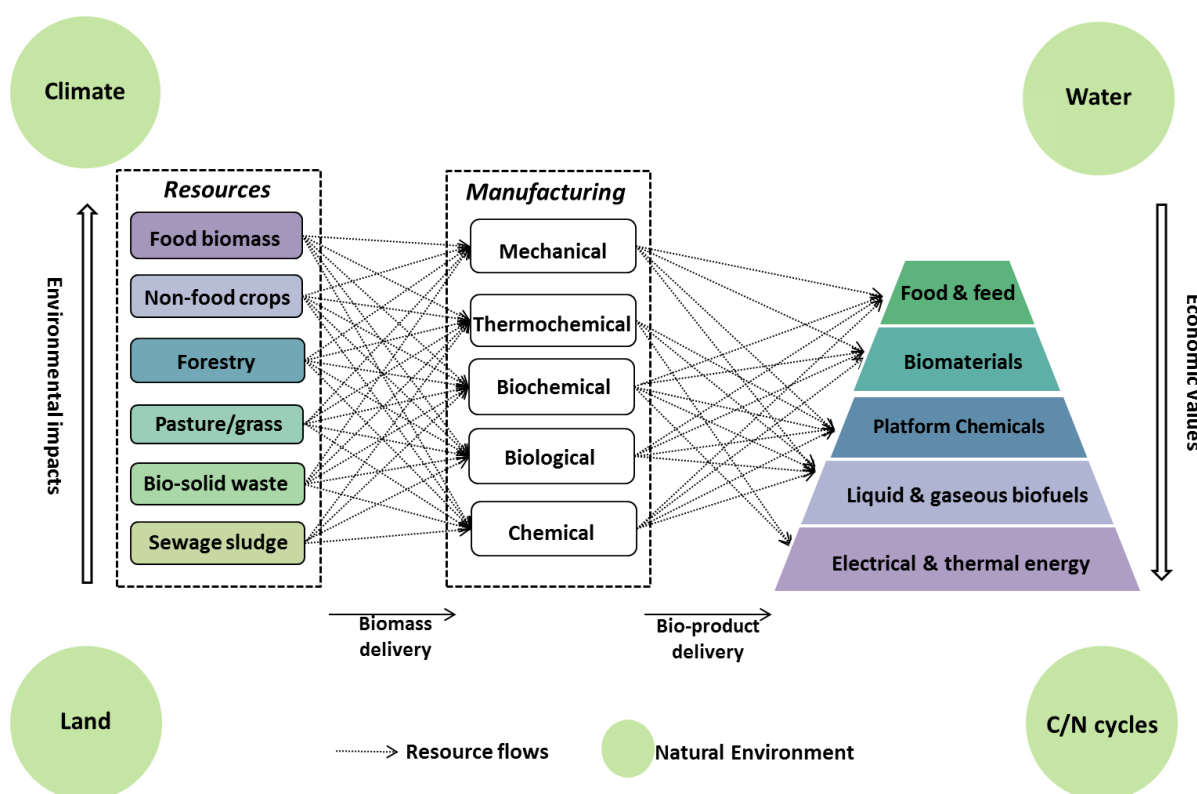 Climate
Water
Resources
Manufacturing
Environmental impacts
Food biomass
Non-food crops
Forestry
Pasture/grass
Bio-solid waste
Sewage sludge
Mechanical
Thermochemical
Biochemical
Biological
Chemical
Food & feed
Biomaterials
Platform Chemicals
Liquid & gaseous biofuels
Electrical & thermal energy
Economic values
Biomass
delivery
Bio-product
delivery
Land
C/N cycles
Resource flows
Natural Environment